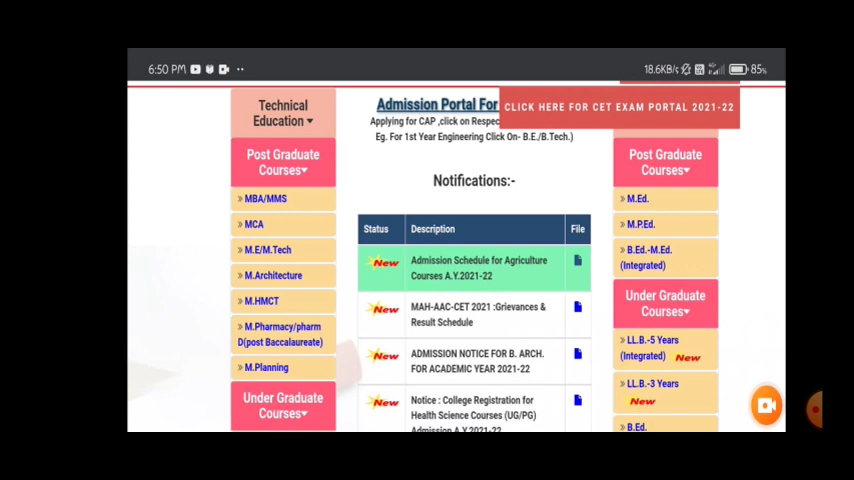 6:50 PM
18.6KB/s
85%
Technical
Education
Post Graduate
Courses
» MBA/MMS
» MCA
» M.E/M.Tech
» M.Architecture
» M.HMCT
» M.Pharmacy/pharm
D(post Baccalaureate)
» M.Planning
Under Graduate
Courses
Admission Portal For
Applying for CAP ,click on Respec
Eg. For 1st Year Engineering Click On- B.E./B.Tech.)
CLICK HERE FOR CET EXAM PORTAL 2021-22
Notifications:-
Status Description File
New Admission Schedule for Agriculture
Courses A.Y.2021-22
New MAH-AAC-CET 2021 :Grievances &
Result Schedule
New ADMISSION NOTICE FOR B. ARCH.
FOR ACADEMIC YEAR 2021-22
New Notice : College Registration for
Health Science Courses (UG/PG)
Admission A.Y.2021-22
Post Graduate
Courses
» M.Ed.
» M.P.Ed.
» B.Ed.-M.Ed.
(Integrated)
Under Graduate
Courses
» LL.B.-5 Years
(Integrated) New
» LL.B.-3 Years
New
» B.Ed.